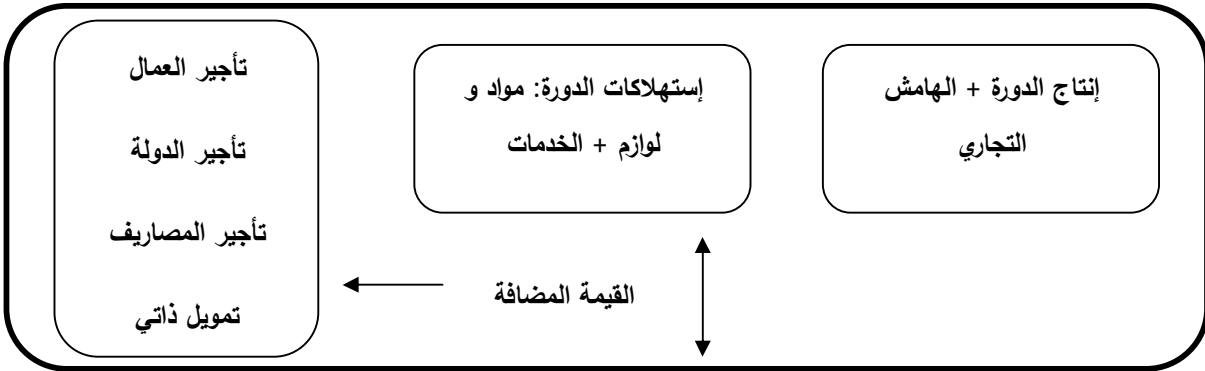 إنتاج الدورة + الهامش
التجاري
إستهلاكات الدورة: مواد و
لوازم + الخدمات
القيمة المضافة
تأجير العمال
تأجير الدولة
تأجير المصاريف
تمويل ذاتي